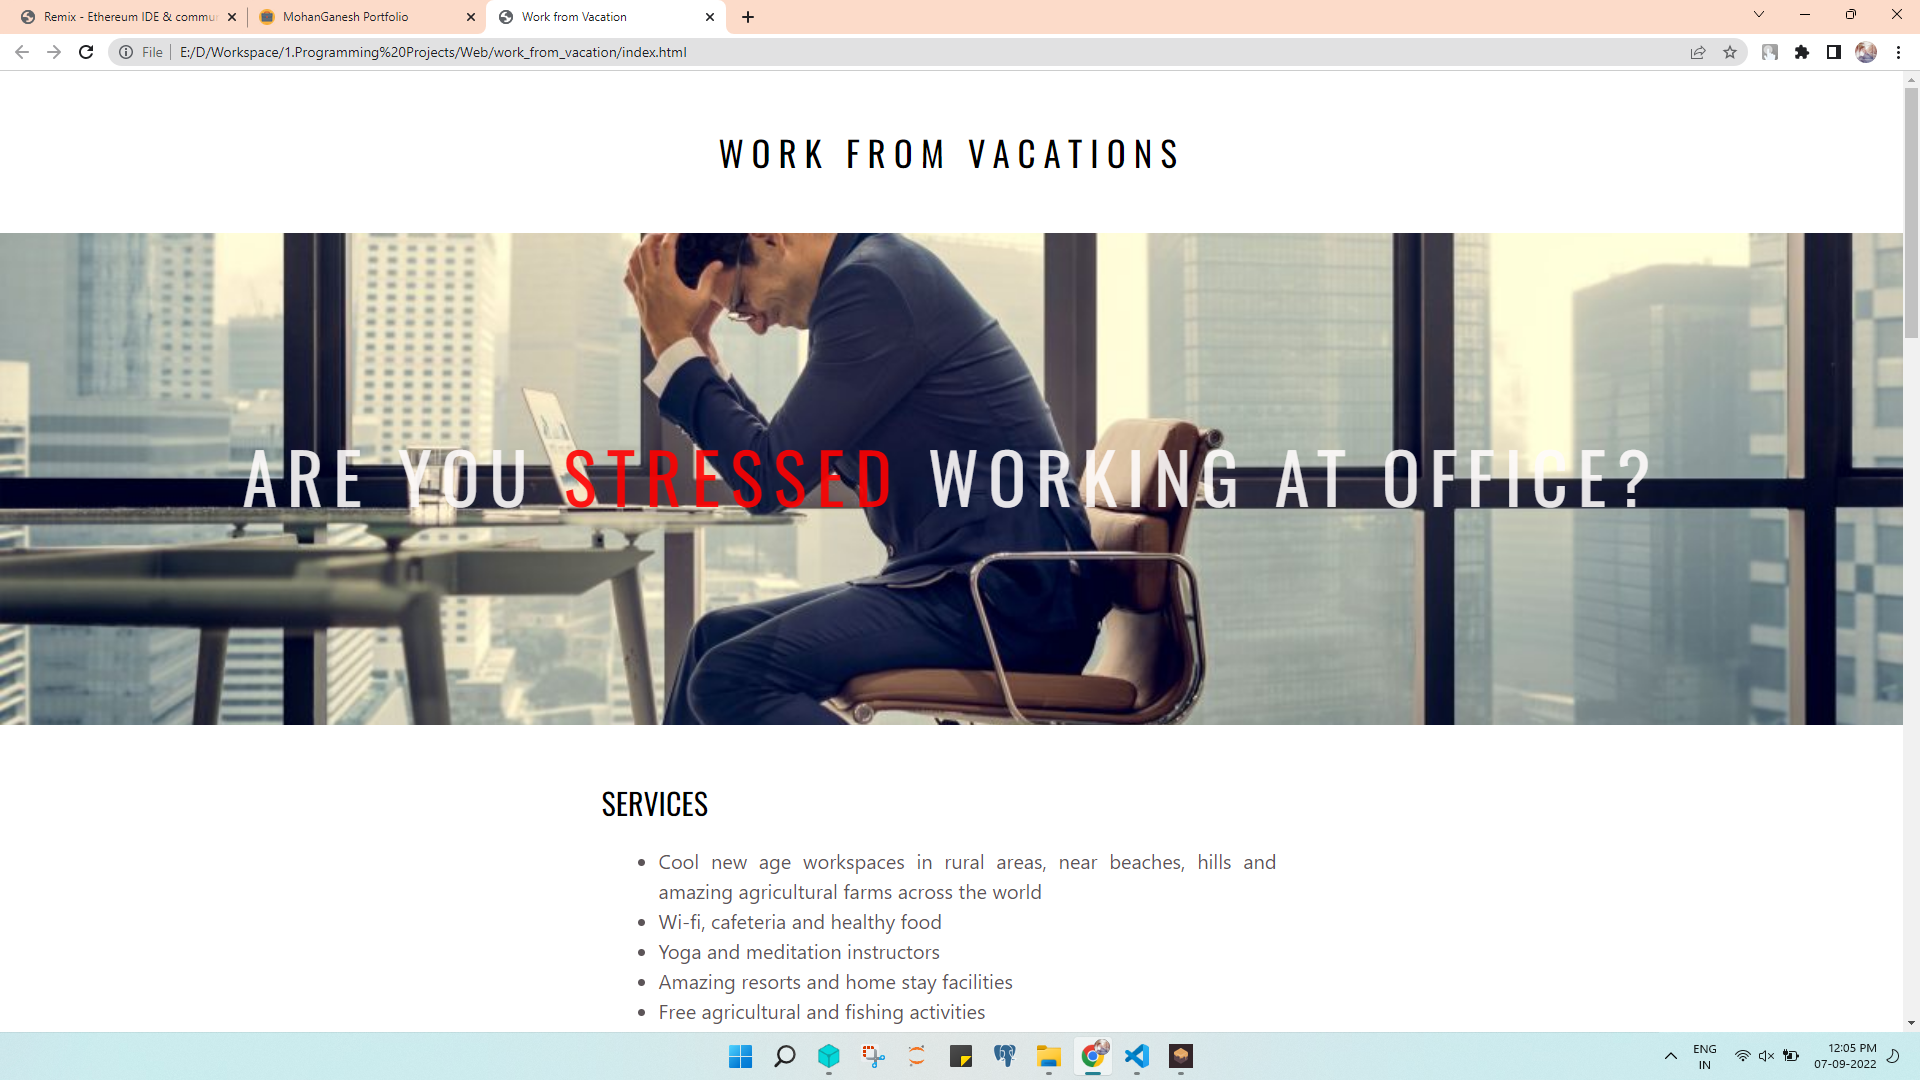 Remix - Ethereum IDE & commu
MohanGanesh Portfolio
Work from Vacation
File
E:/D/Workspace/1.Programming%20Projects/Web/work_from_vacation/index.html
WORK FROM VACATIONS
ARE YOU STRESSED WORKING AT OFFICE?
SERVICES
Cool new age workspaces in rural areas, near beaches, hills and
amazing agricultural farms across the world
Wi-fi, cafeteria and healthy food
Yoga and meditation instructors
Amazing resorts and home stay facilities
Free agricultural and fishing activities
ENG
IN
12:05 PM
07-09-2022